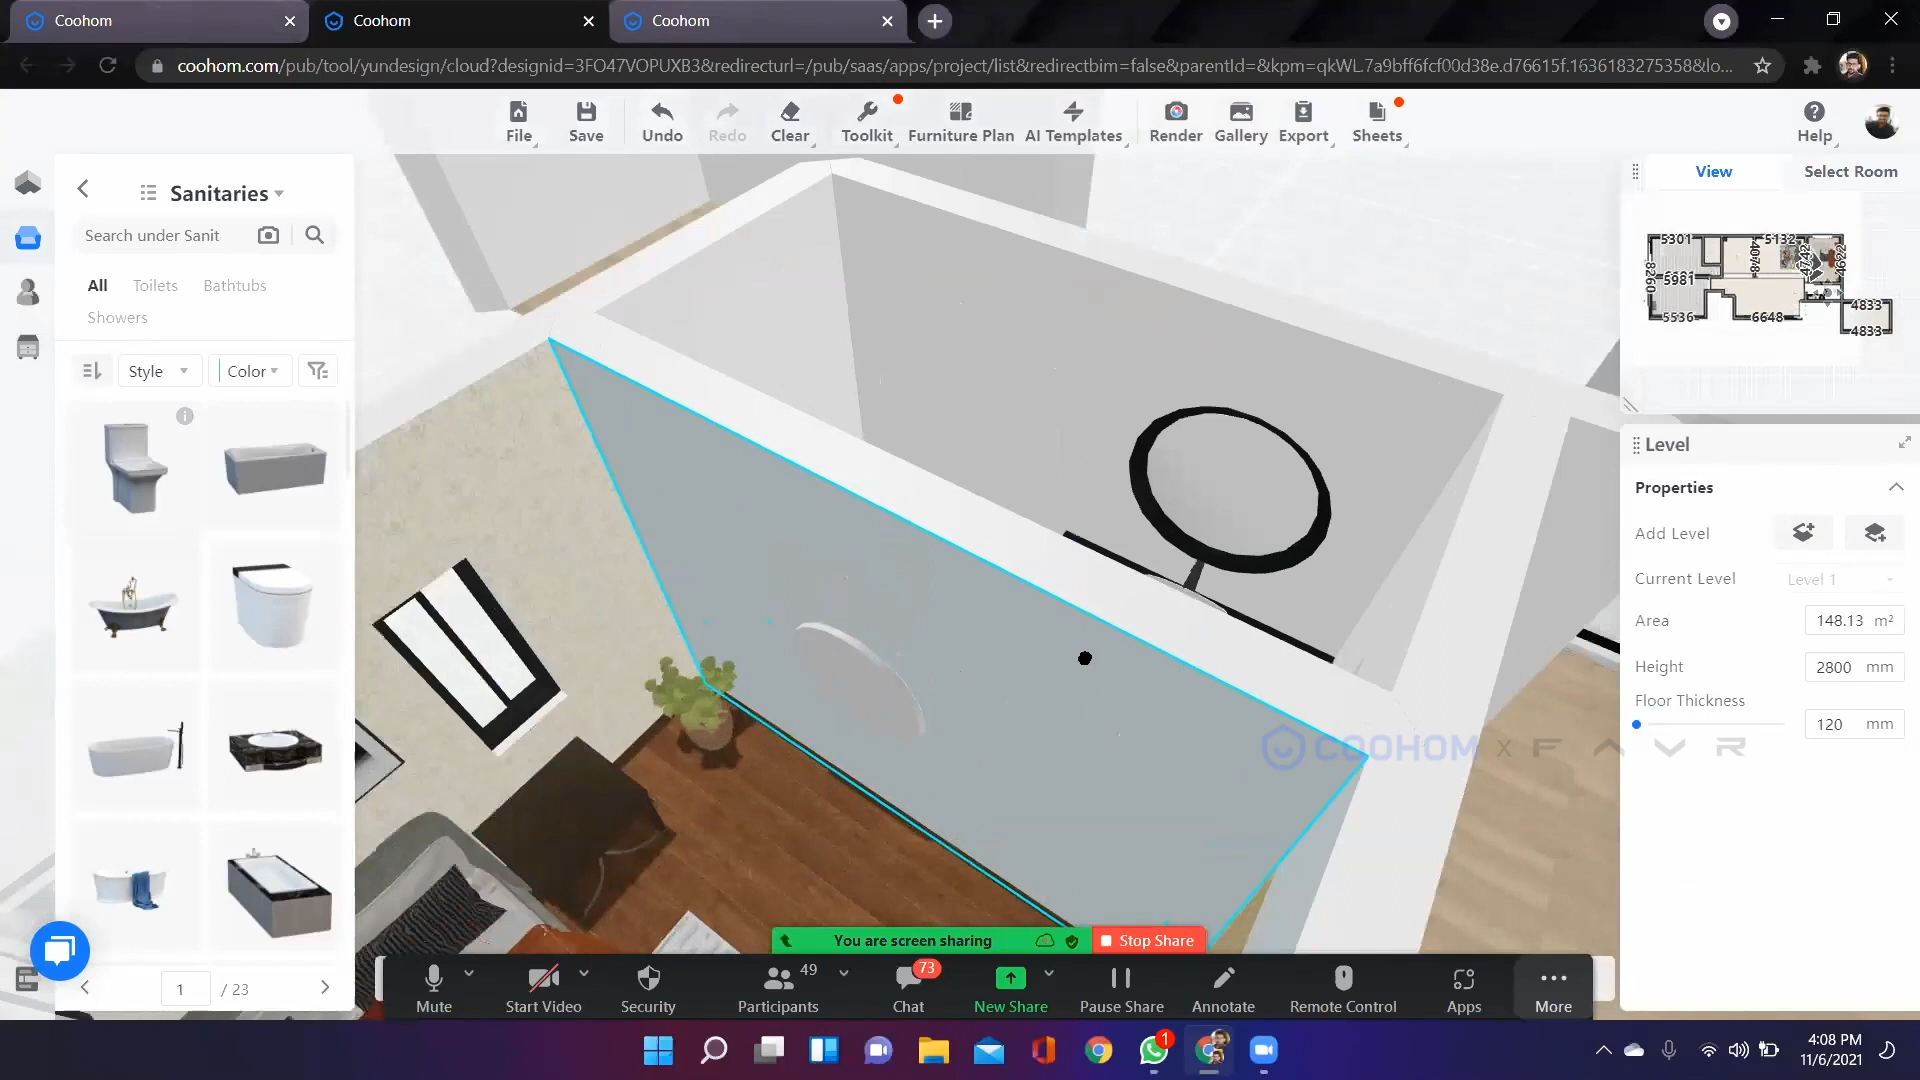 Coohom
Coohom
Coohom
coohom.com/pub/tool/yundesign/cloud?designid=3FO47VOPUXB3&redirecturl=/pub/saas/apps/project/list&redirectbim=false&parentId=&kpm=qkWL.7a9bff6fcf00d38e.d76615f.1636183275358&lo...
File
Save
Undo
Redo
Clear
Toolkit
Furniture Plan
AI Templates
Render
Gallery
Export
Sheets
Help
Sanitaries
Search under Sanit
All
Toilets
Bathtubs
Showers
Style
Color
1
/ 23
View
Select Room
5301
5132
8260
5981
4078
4742
4622
5536
6648
4833
4833
Level
Properties
Add Level
Current Level
Level 1
Area
148.13 m²
Height
2800 mm
Floor Thickness
120 mm
COOHOM x
You are screen sharing
Stop Share
Mute
Start Video
Security
Participants
49
Chat
73
New Share
Pause Share
Annotate
Remote Control
Apps
More
1
4:08 PM
11/6/2021